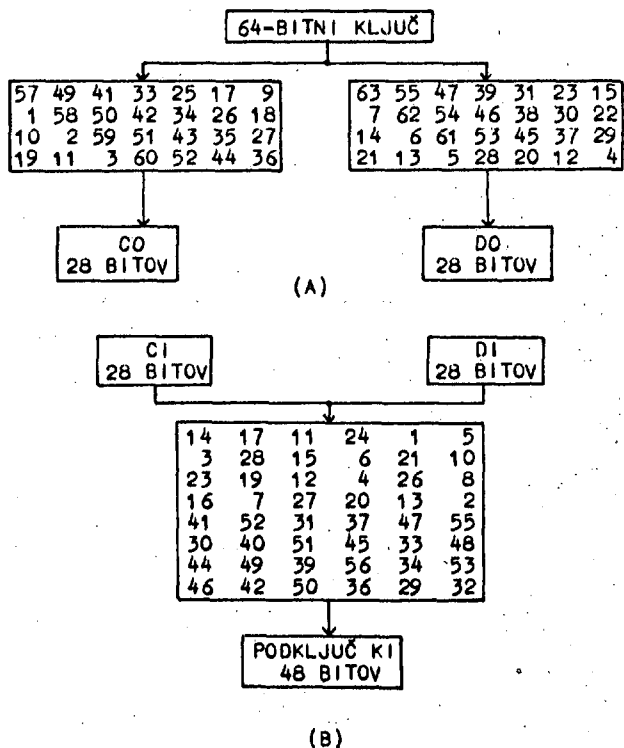 64-BITNI KLJUČ
57 49 41 33 25 17 9
1 58 50 42 34 26 18
10 2 59 51 43 35 27
19 11 3 60 52 44 36
63 55 47 39 31 23 15
7 62 54 46 38 30 22
14 6 61 53 45 37 29
21 13 5 28 20 12 4
CO
28 BITOV
DO
28 BITOV
(A)
CI
28 BITOV
DI
28 BITOV
14 17 11 24 1 5
3 28 15 6 21 10
23 19 12 4 26 8
16 7 27 20 13 2
41 52 31 37 47 55
30 40 51 45 33 48
44 49 39 56 34 53
46 42 50 36 29 32
PODKLJUČ KI
48 BITOV
(B)